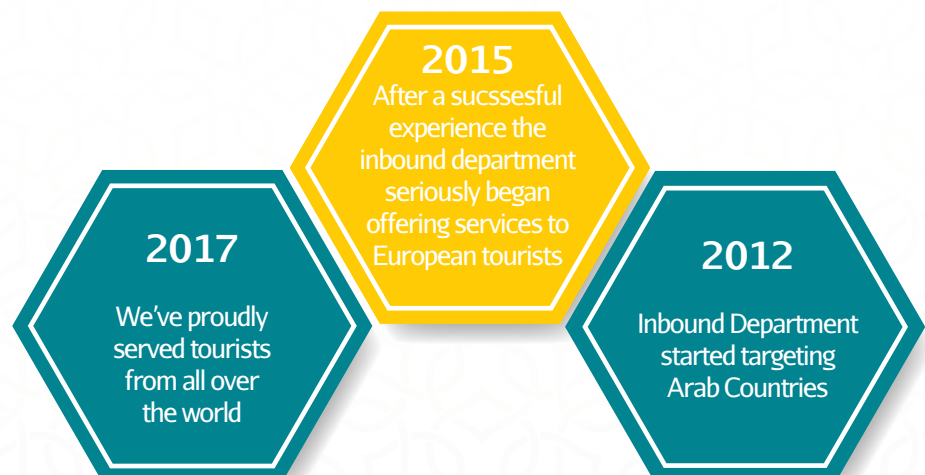 2015
After a sucssesful
experience the
inbound department
seriously began
offering services to
European tourists
2017
We've proudly
served tourists
from all over
the world
2012
Inbound Department
started targeting
Arab Countries